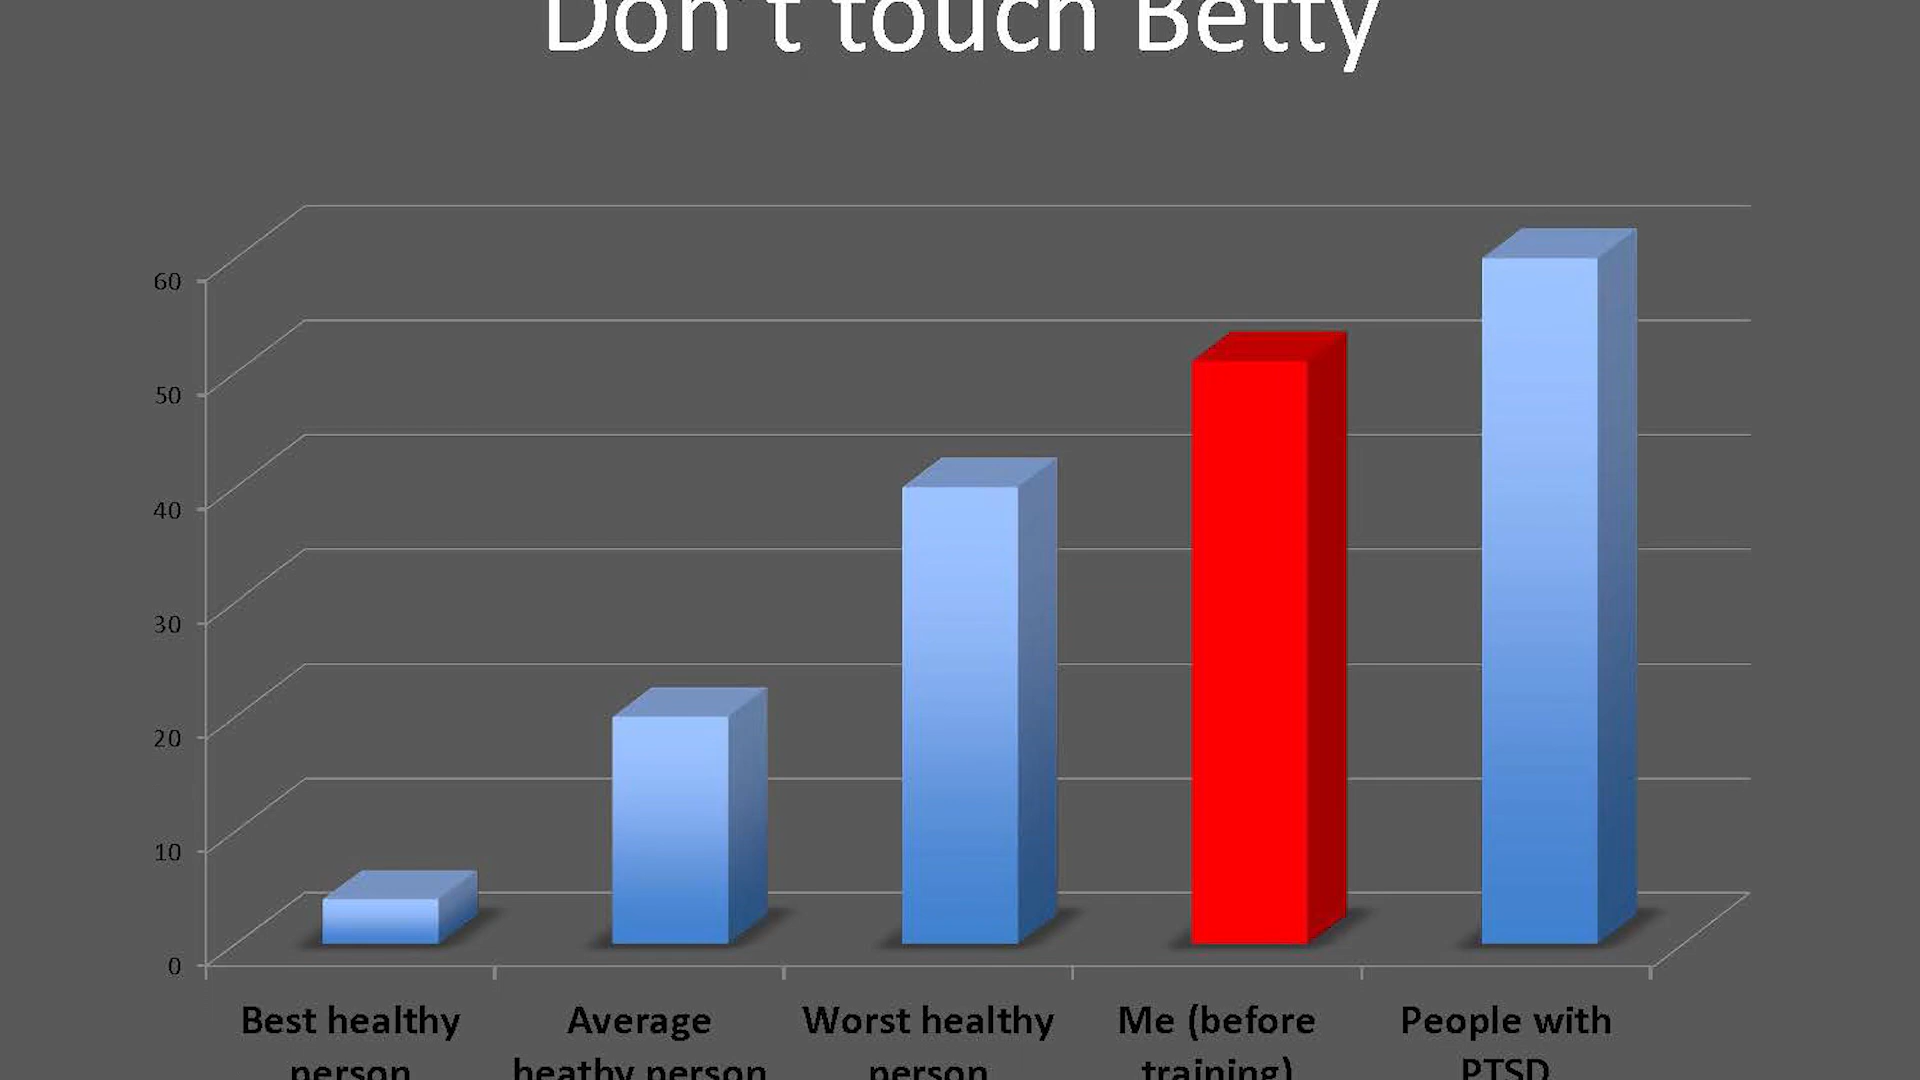 Don't touch Betty
60
50
40
30
20
10
0
Best healthy
person
Average
heathy person
Worst healthy
person
Me (before
training)
People with
PTSD